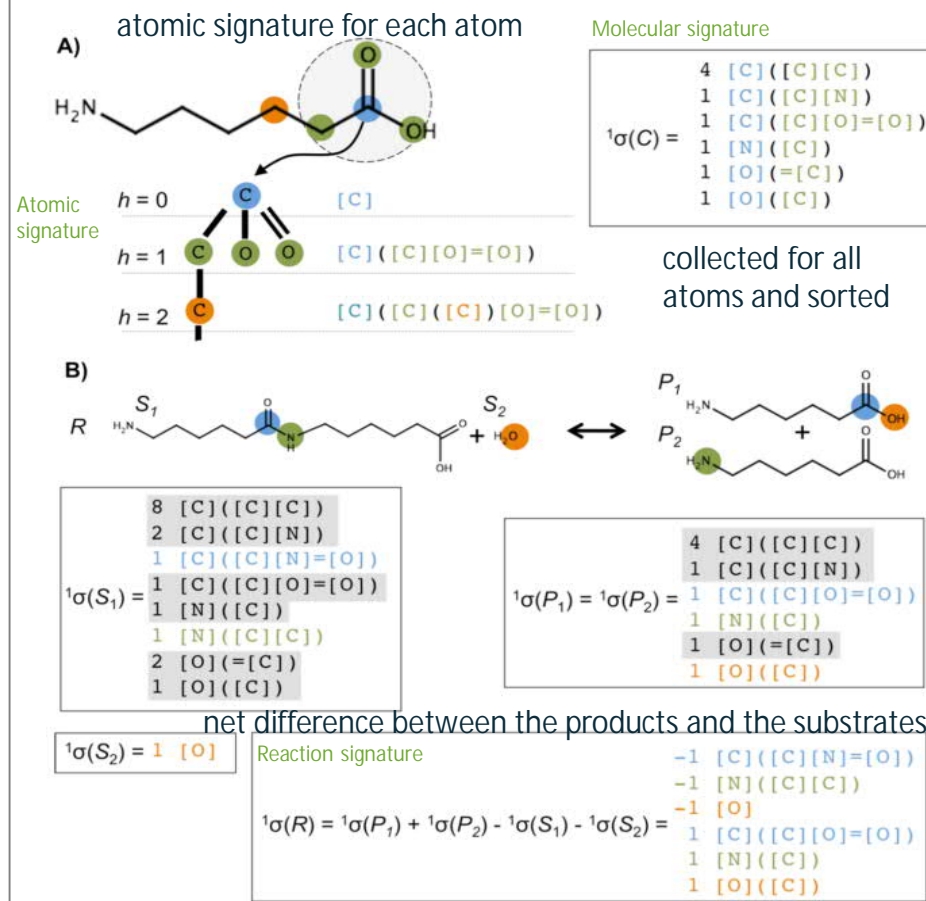 atomic signature for each atom
A)
Molecular signature
O
H₂N
OH
¹σ(C) =
4 [C]([C][C])
1 [C]([C][N])
1 [C]([C][O]=[O])
1 [N]([C])
1 [O](=[C])
1 [O]([C])
Atomic
signature
h = 0
C
[C]
h = 1
C O O
[C]([C][O]=[O])
h = 2
C
[C]([C]([C])[O]=[O])
collected for all
atoms and sorted
B)
R
S₁
H₂N
O
N
H
O
OH
+
S₂
H₂O
P₁
H₂N
O
OH
+
P₂
H₂N
O
OH
¹σ(S₁) =
8 [C]([C][C])
2 [C]([C][N])
1 [C]([C][N]=[O])
1 [C]([C][O]=[O])
1 [N]([C])
1 [N]([C][C])
2 [O](=[C])
1 [O]([C])
¹σ(P₁) = ¹σ(P₂) =
4 [C]([C][C])
1 [C]([C][N])
1 [C]([C][O]=[O])
1 [N]([C])
1 [O](=[C])
1 [O]([C])
net difference between the products and the substrates
¹σ(S₂) = 1 [O]
Reaction signature
¹σ(R) = ¹σ(P₁) + ¹σ(P₂) - ¹σ(S₁) - ¹σ(S₂) =
-1 [C]([C][N]=[O])
-1 [N]([C][C])
-1 [O]
1 [C]([C][O]=[O])
1 [N]([C])
1 [O]([C])